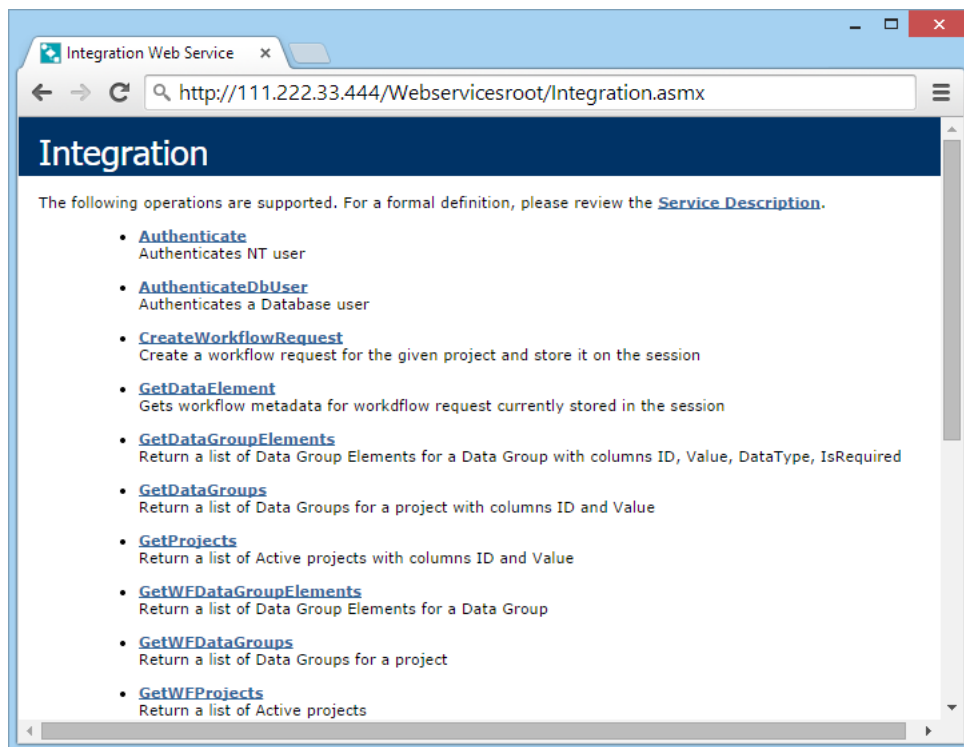 Integration Web Service
http://111.222.33.444/Webservicesroot/Integration.asmx
Integration
The following operations are supported. For a formal definition, please review the Service Description.
Authenticate
Authenticates NT user
AuthenticateDbUser
Authenticates a Database user
CreateWorkflowRequest
Create a workflow request for the given project and store it on the session
GetDataElement
Gets workflow metadata for workdflow request currently stored in the session
GetDataGroupElements
Return a list of Data Group Elements for a Data Group with columns ID, Value, DataType, IsRequired
GetDataGroups
Return a list of Data Groups for a project with columns ID and Value
GetProjects
Return a list of Active projects with columns ID and Value
GetWFDataGroupElements
Return a list of Data Group Elements for a Data Group
GetWFDataGroups
Return a list of Data Groups for a project
GetWFProjects
Return a list of Active projects